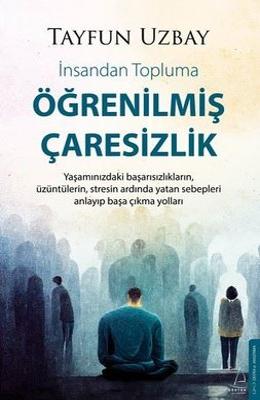 TAYFUN UZBAY
İnsandan Topluma
ÖĞRENİLMİŞ
ÇARESİZLİK
Yaşamınızdaki başarısızlıkların,
üzüntülerin, stresin ardında yatan sebepleri
anlayıp başa çıkma yolları